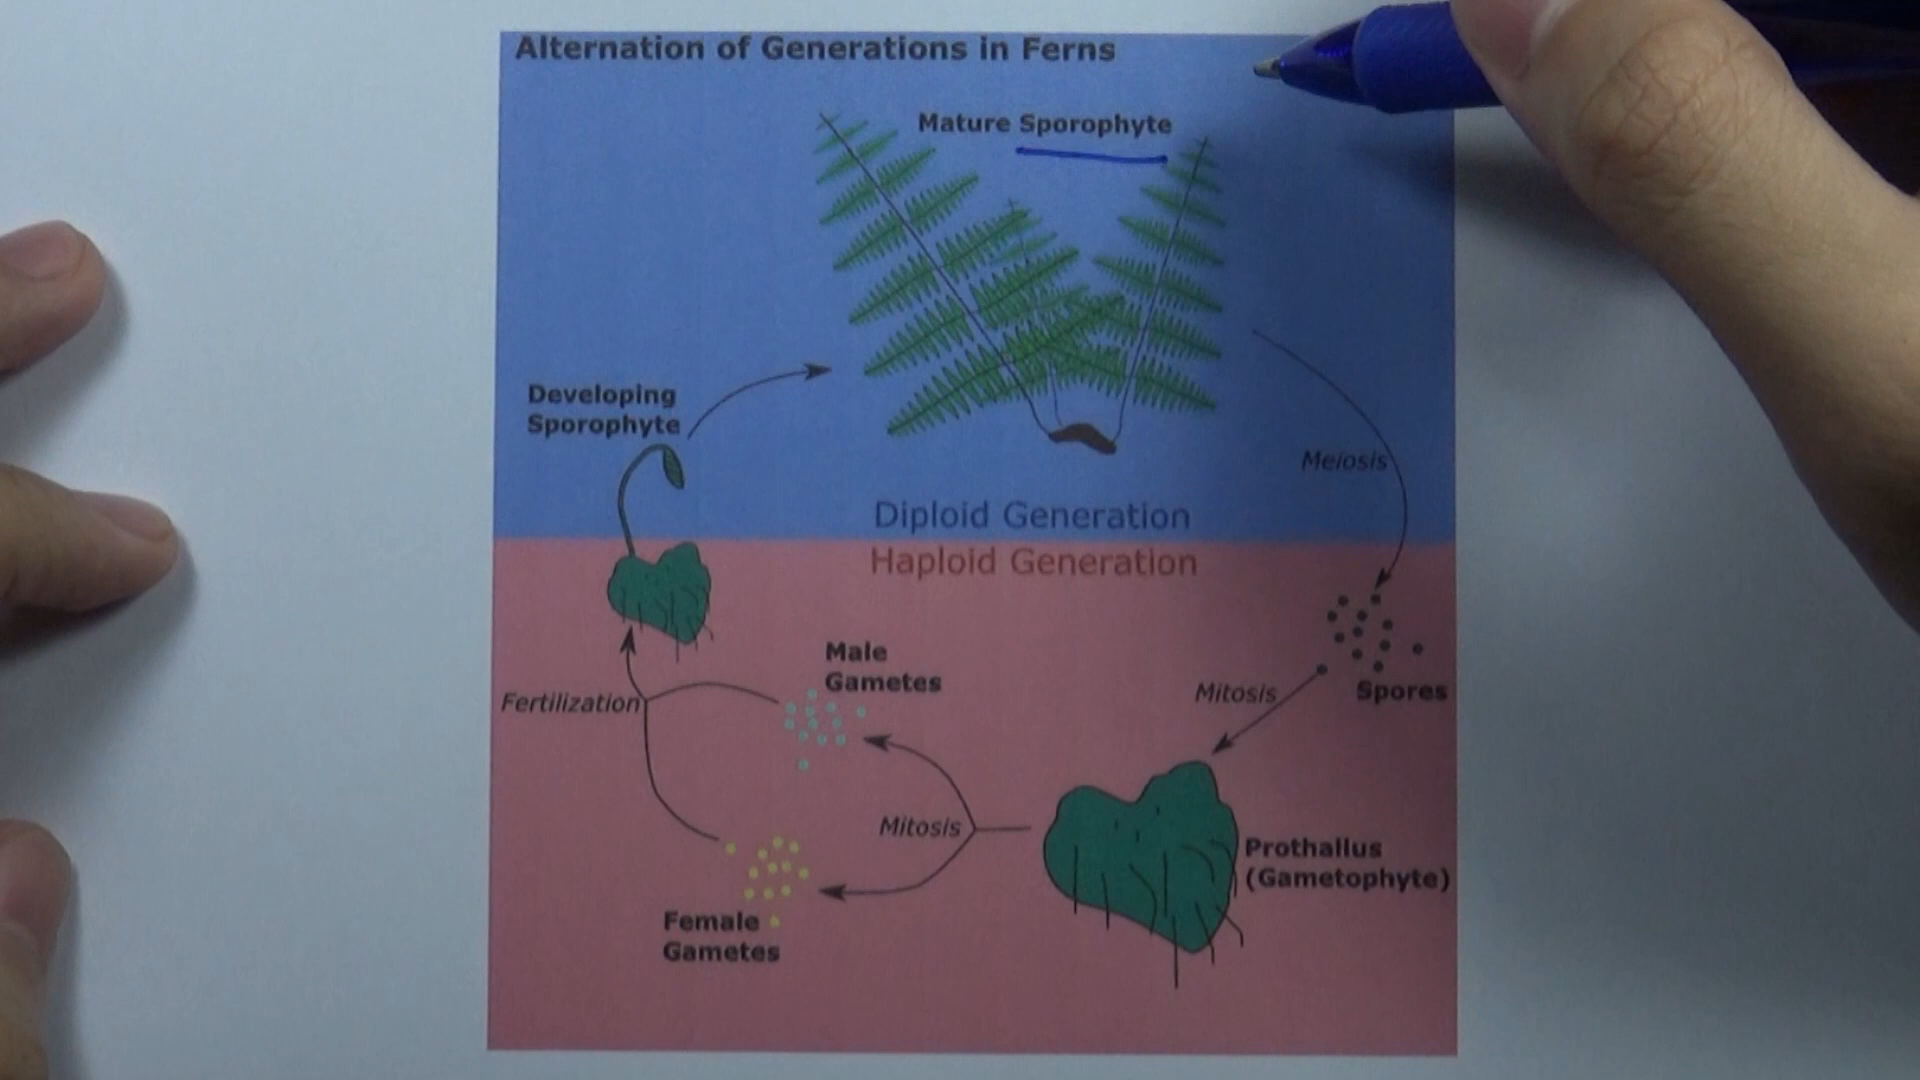 Alternation of Generations in Ferns
Mature Sporophyte
Developing
Sporophyte
Meiosis
Diploid Generation
Haploid Generation
Male
Gametes
Fertilization
Mitosis
Spores
Mitosis
Prothallus
(Gametophyte)
Female
Gametes